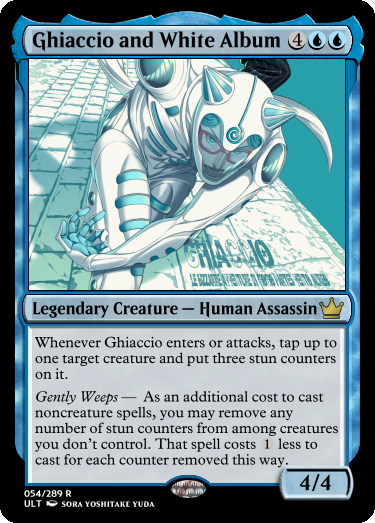 Ghiaccio and White Album 4
GHIACCIO
Legendary Creature — Human Assassin
Whenever Ghiaccio enters or attacks, tap up to
one target creature and put three stun counters
on it.
Gently Weeps — As an additional cost to cast
noncreature spells, you may remove any
number of stun counters from among creatures
you don't control. That spell costs 1 less to
cast for each counter removed this way.
4/4
054/289 R
ULT SORA YOSHITAKE YUDA